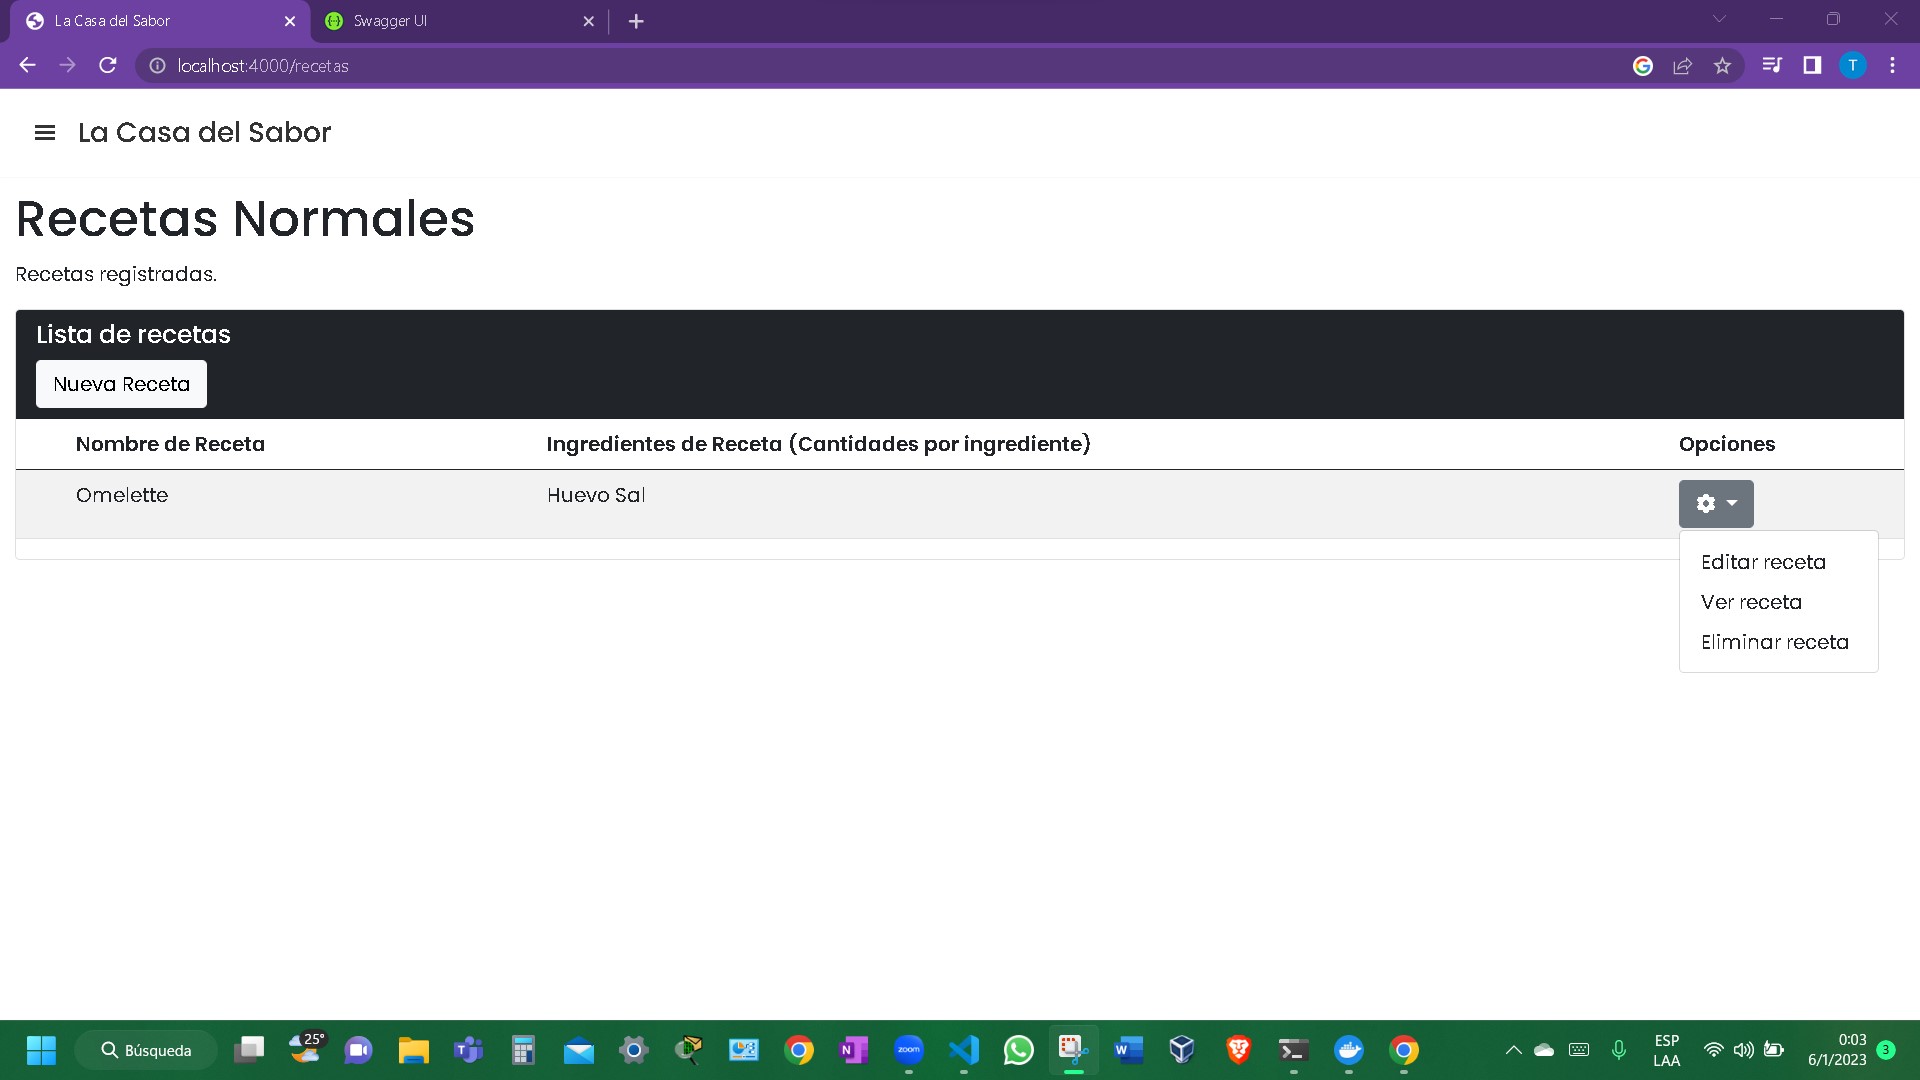 La Casa del Sabor
Swagger UI
localhost:4000/recetas
T
La Casa del Sabor
Recetas Normales
Recetas registradas.
Lista de recetas
Nueva Receta
Nombre de Receta Ingredientes de Receta (Cantidades por ingrediente) Opciones
Omelette Huevo Sal
Editar receta
Ver receta
Eliminar receta
Búsqueda
25°
zoom
ESP
LAA
0:03
6/1/2023
3